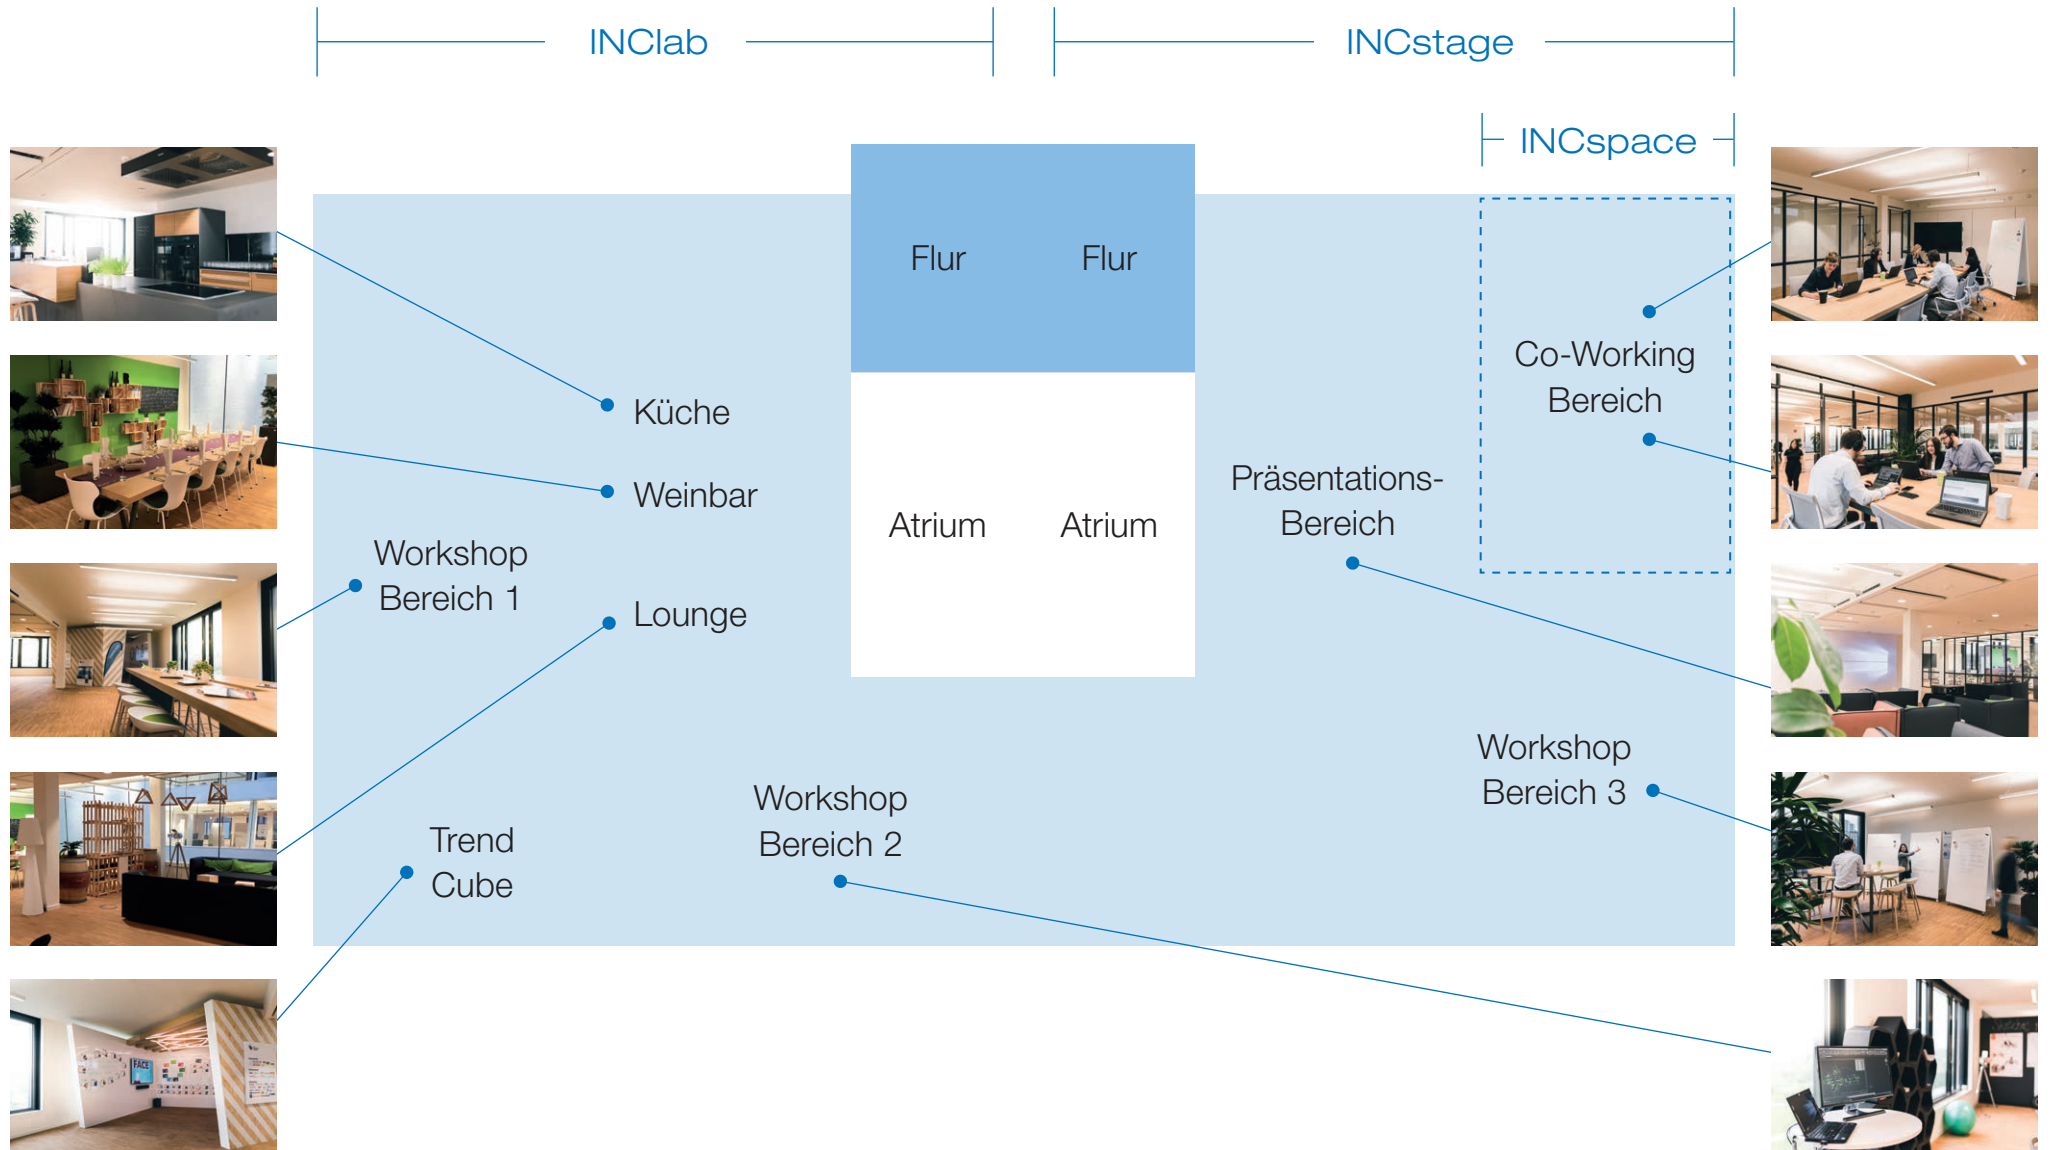 INClab
INCstage
INCspace
Flur
Flur
Co-Working
Bereich
Küche
Weinbar
Präsentations-
Bereich
Atrium
Atrium
Workshop
Bereich 1
Lounge
Workshop
Bereich 3
Workshop
Bereich 2
Trend
Cube
FACE